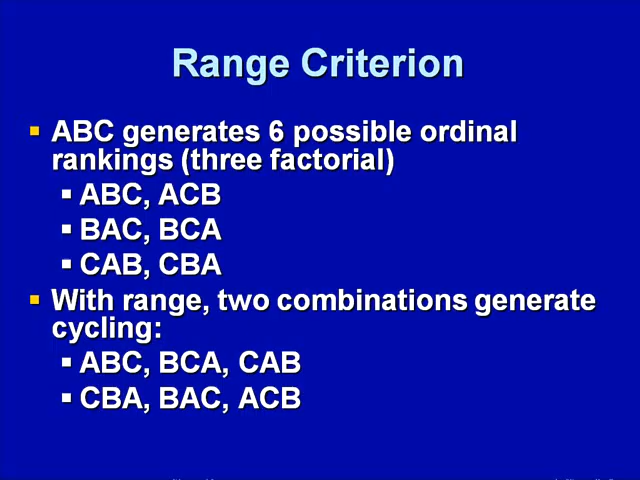 Range Criterion
ABC generates 6 possible ordinal
rankings (three factorial)
ABC, ACB
BAC, BCA
CAB, CBA
With range, two combinations generate
cycling:
ABC, BCA, CAB
CBA, BAC, ACB